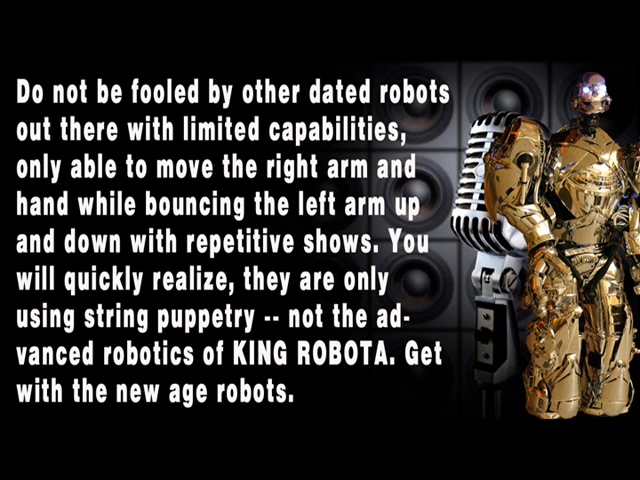 Do not be fooled by other dated robots
out there with limited capabilities,
only able to move the right arm and
hand while bouncing the left arm up
and down with repetitive shows. You
will quickly realize, they are only
using string puppetry -- not the ad-
vanced robotics of KING ROBOTA. Get
with the new age robots.